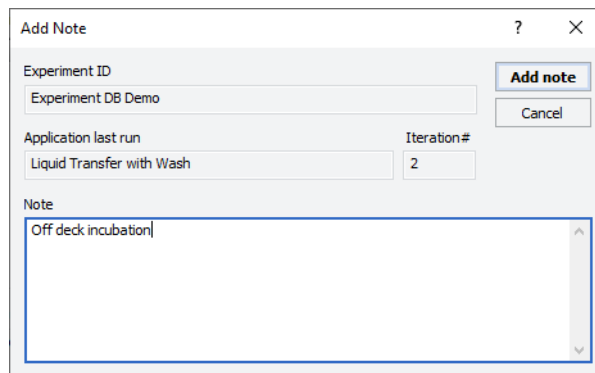 Add Note
?
Experiment ID
Experiment DB Demo
Add note
Cancel
Application last run
Iteration#
Liquid Transfer with Wash
2
Note
Off deck incubation